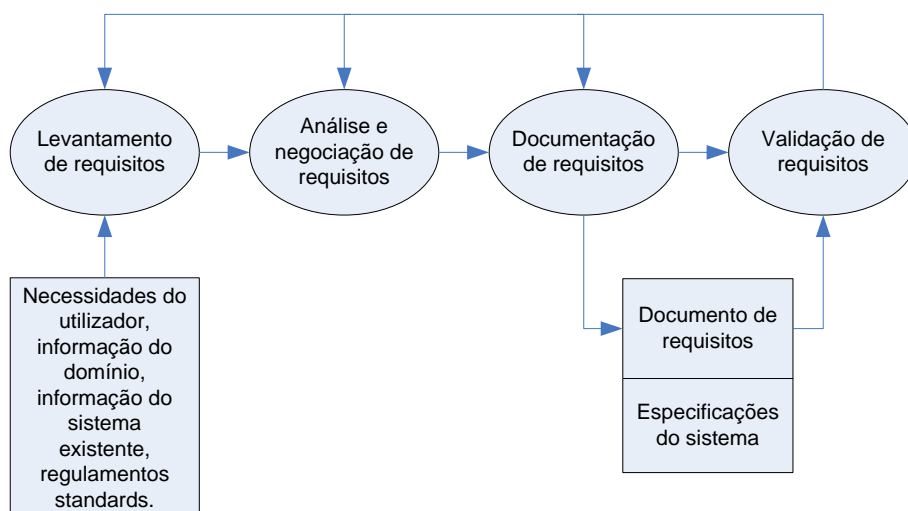 Levantamento
de requisitos
Análise e
negociação de
requisitos
Documentação
de requisitos
Validação de
requisitos
Necessidades do
utilizador,
informação do
domínio,
informação do
sistema
existente,
regulamentos
standards.
Documento de
requisitos
Especificações
do sistema